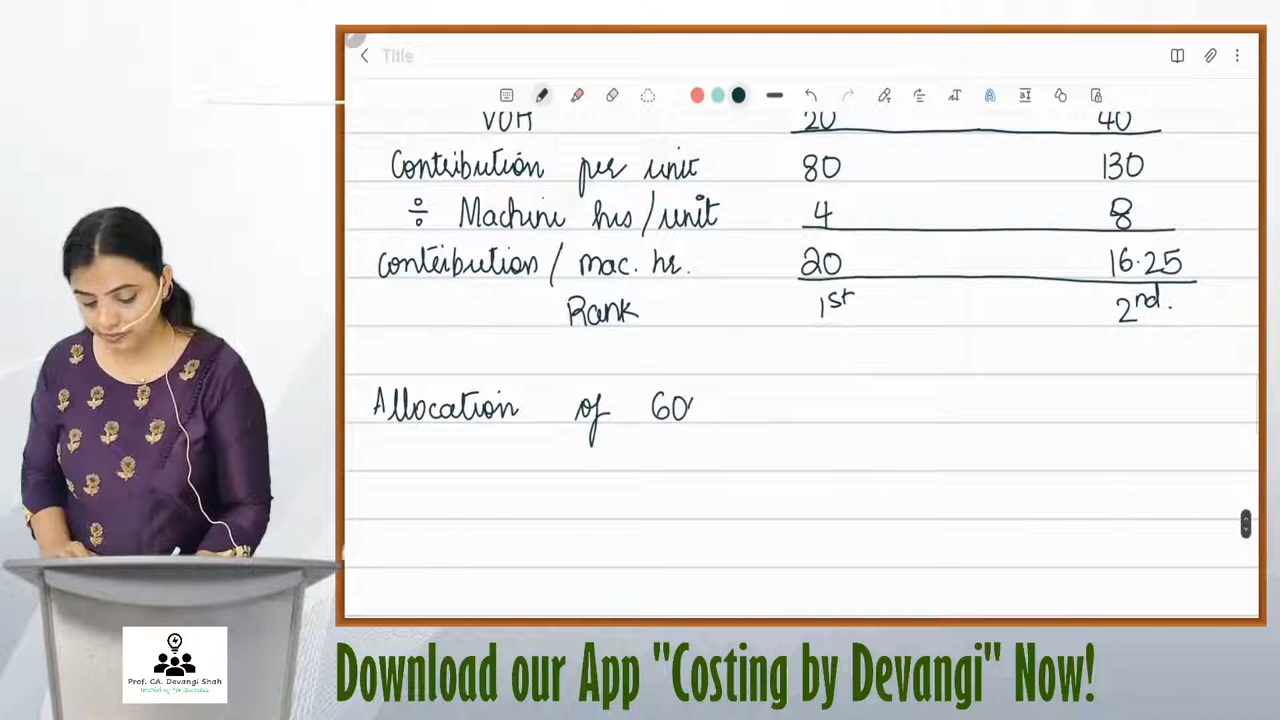 Title
VOH 20 40
Contribution per unit 80 130
÷ Machine hrs/unit 4 8
contribution/ mac. hr. 20 16.25
Rank 1st 2nd.
Allocation of 60
Prof. CA. Devangi Shah
Download our App "Costing by Devangi" Now!